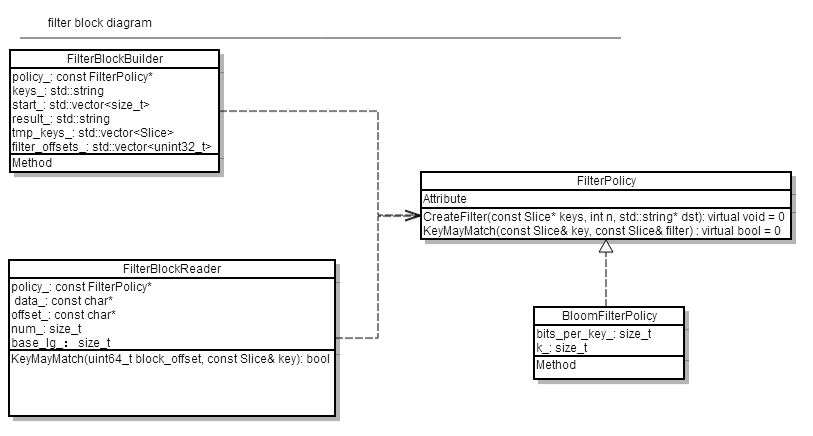 filter block diagram
FilterBlockBuilder
policy_: const FilterPolicy*
keys_: std::string
start_: std::vector<size_t>
result_: std::string
tmp_keys_: std::vector<Slice>
filter_offsets_: std::vector<unint32_t>
Method
FilterPolicy
Attribute
CreateFilter(const Slice* keys, int n, std::string* dst): virtual void = 0
KeyMayMatch(const Slice& key, const Slice& filter) : virtual bool = 0
FilterBlockReader
policy_: const FilterPolicy*
data_: const char*
offset_: const char*
num_: size_t
base_lg_： size_t
KeyMayMatch(uint64_t block_offset, const Slice& key): bool
BloomFilterPolicy
bits_per_key_: size_t
k_: size_t
Method